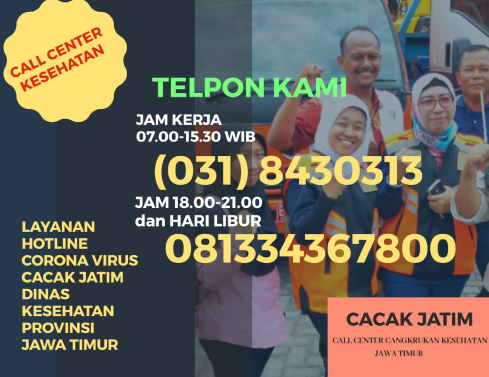 CALL CENTER
KESEHATAN
TELPON KAMI
JAM KERJA
07.00-15.30 WIB
(031) 8430313
JAM 18.00-21.00
dan HARI LIBUR
081334367800
LAYANAN
HOTLINE
CORONA VIRUS
CACAK JATIM
DINAS
KESEHATAN
PROVINSI
JAWA TIMUR
CACAK JATIM
CALL CENTER CANGKRUKAN KESEHATAN
JAWA TIMUR